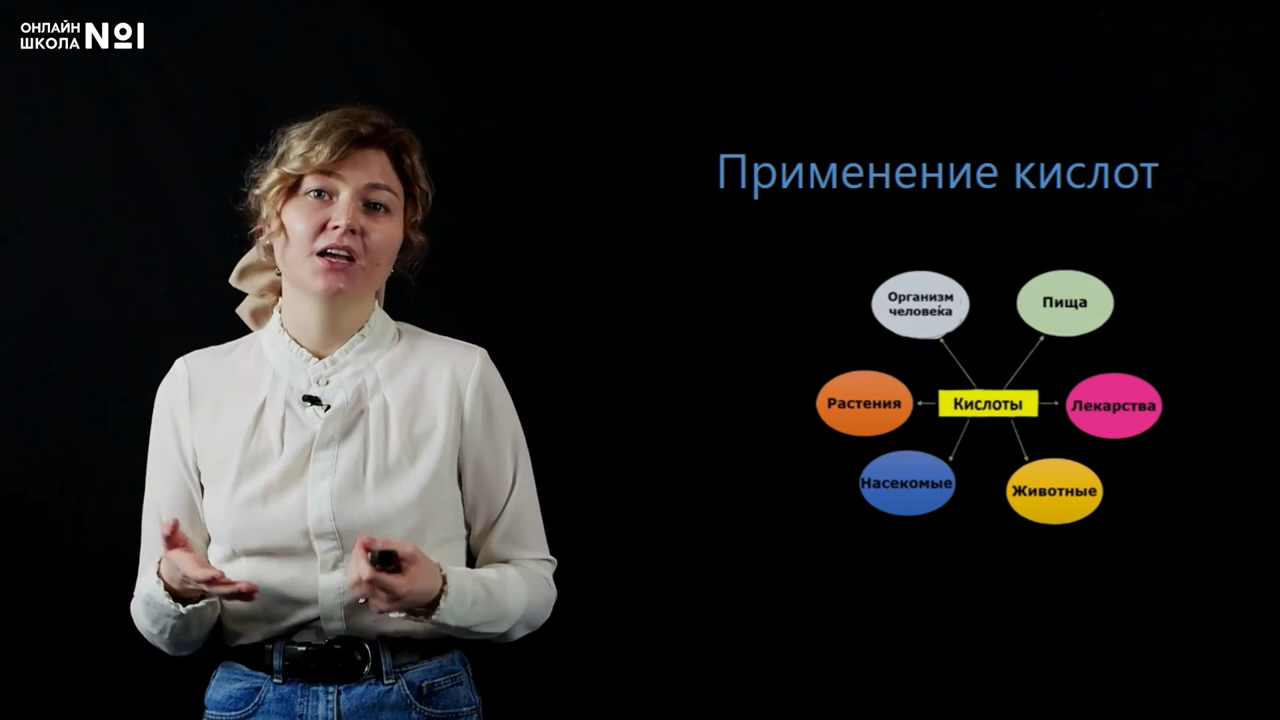 ОНЛАЙН
ШКОЛА №1
Применение кислот
Организм
человека
Пища
Растения
Кислоты
Лекарства
Насекомые
Животные